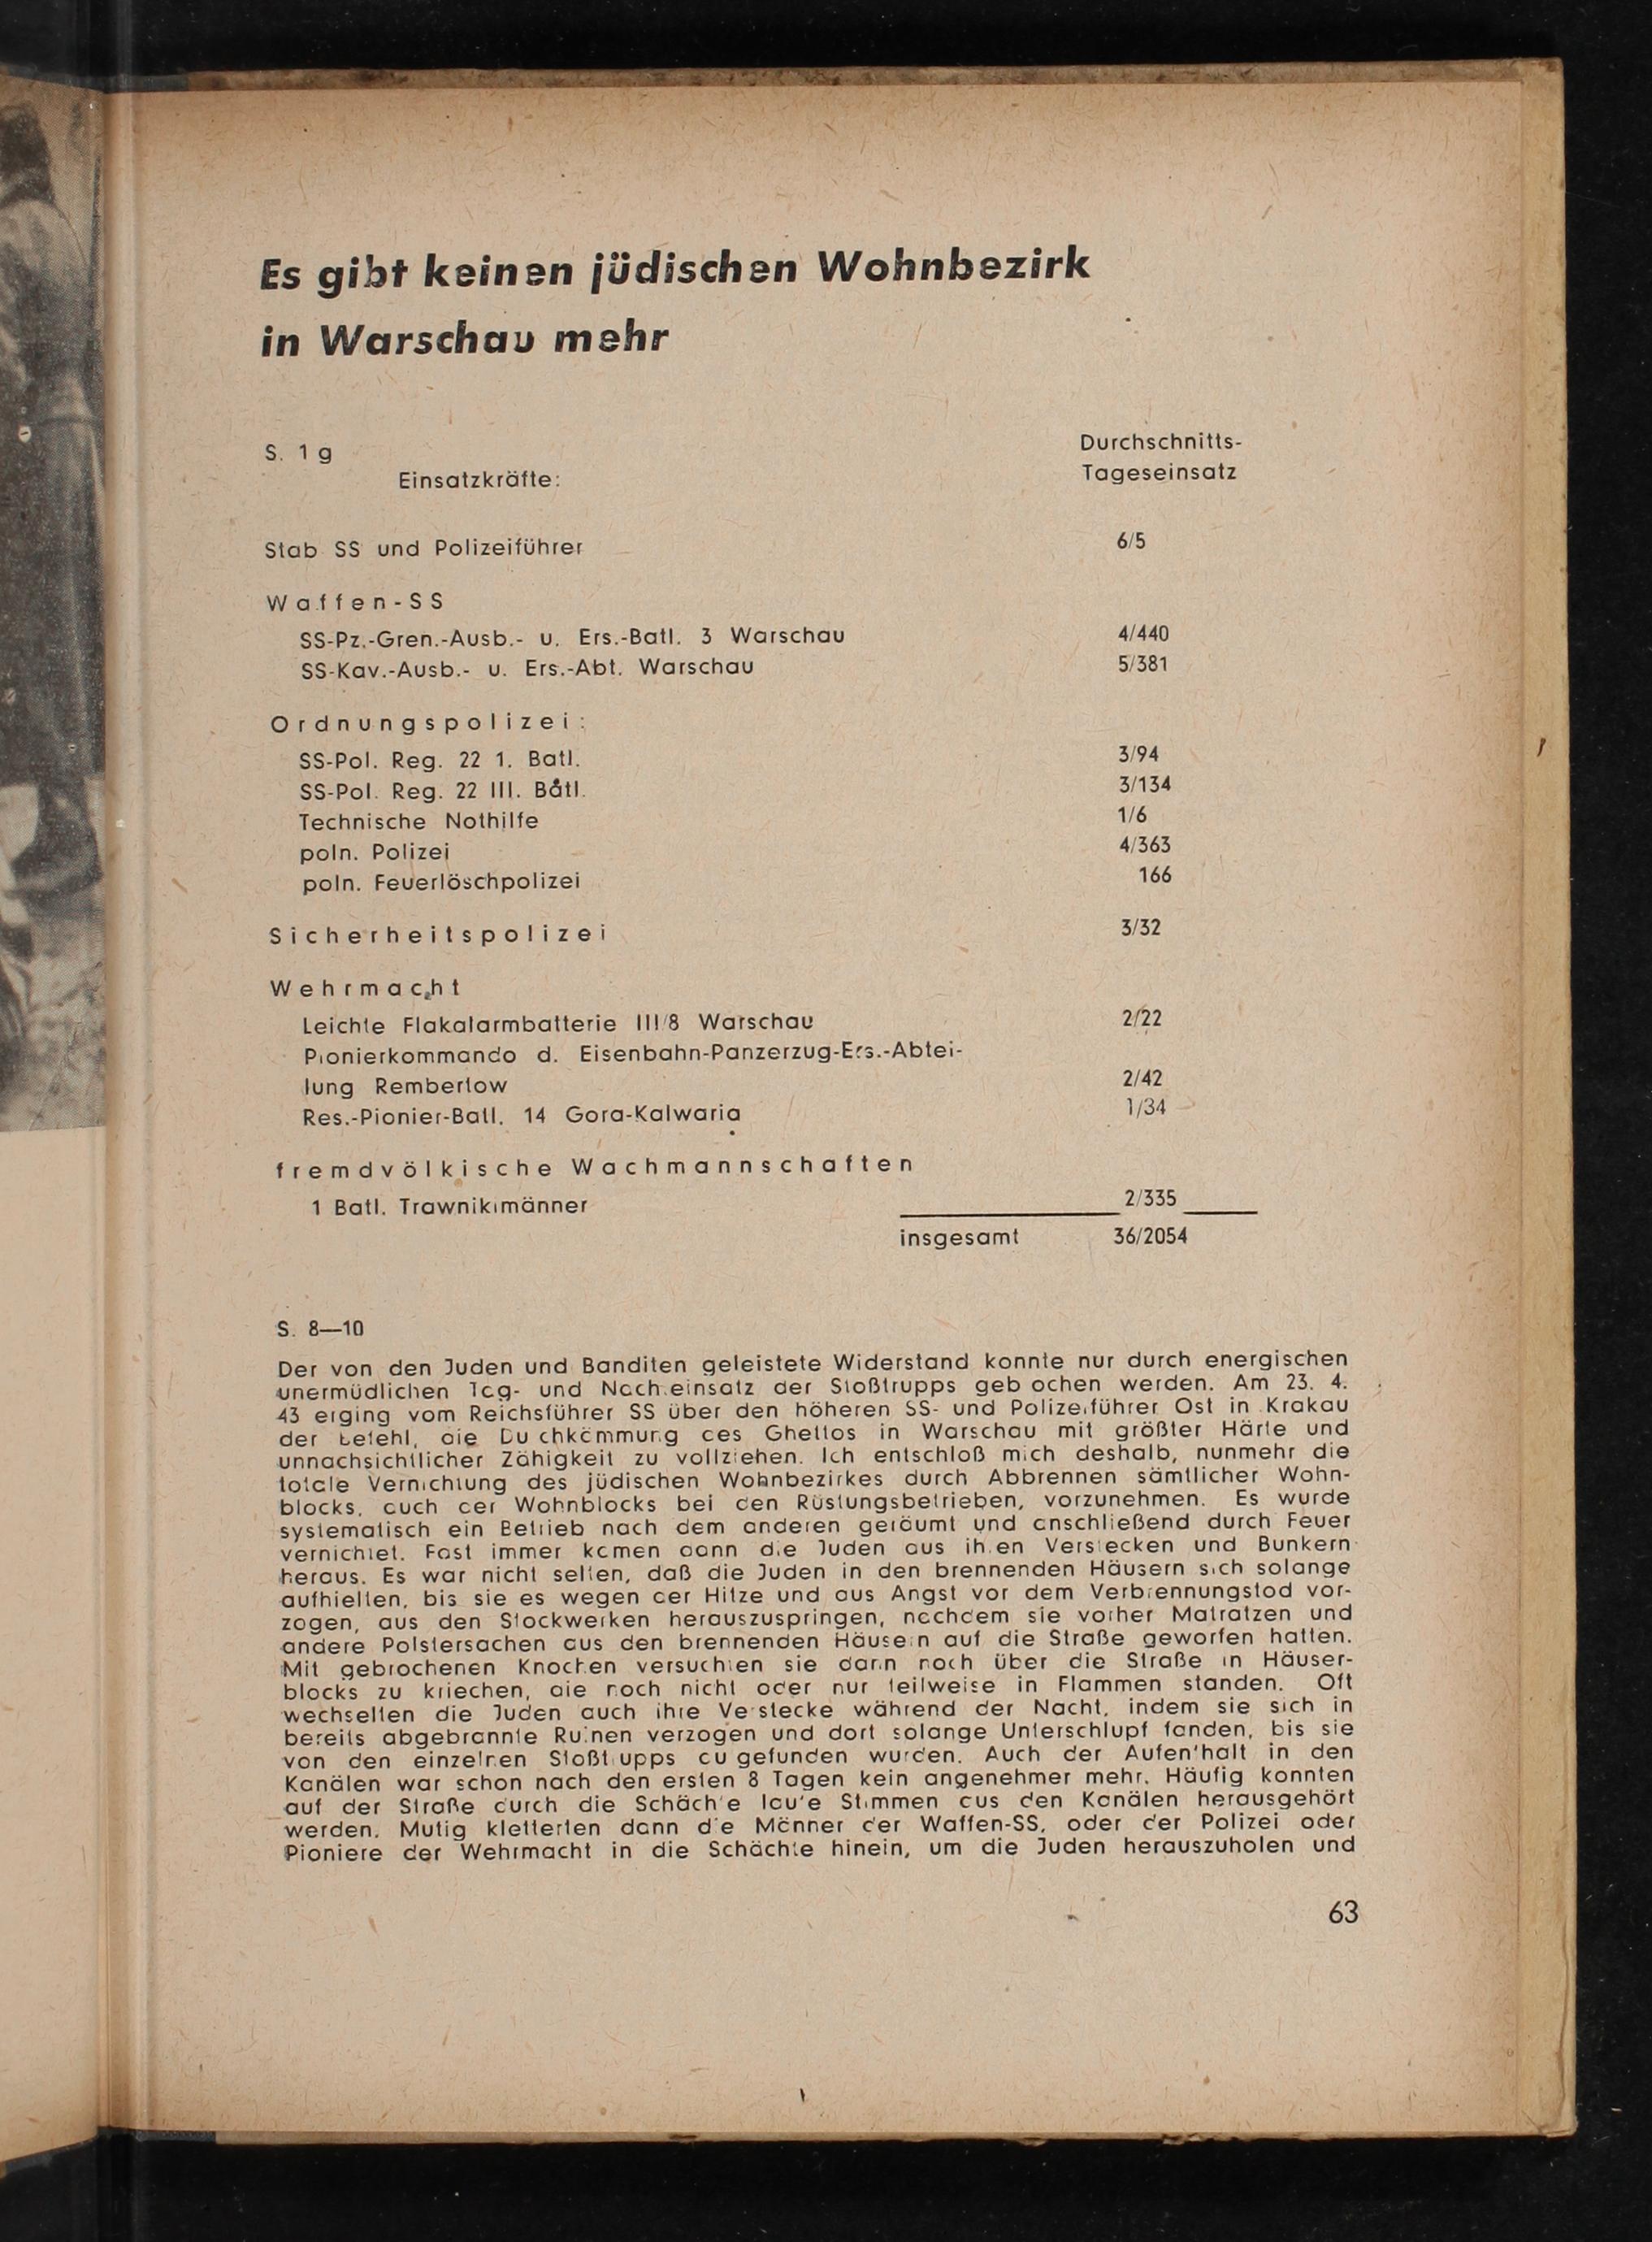 Es gibt keinen jüdischen Wohnbezirk
in Warschau mehr
S. 1 g
Einsatzkräfte:
Durchschnitts-
Tageseinsatz
Stab SS und Polizeiführer 6/5
Waffen-SS
SS-Pz.-Gren.-Ausb.- u. Ers.-Batl. 3 Warschau 4/440
SS-Kav.-Ausb.- u. Ers.-Abt. Warschau 5/381
Ordnungspolizei:
SS-Pol. Reg. 22 1. Batl. 3/94
SS-Pol. Reg. 22 III. Batl. 3/134
Technische Nothilfe 1/6
poln. Polizei 4/363
poln. Feuerlöschpolizei 166
Sicherheitspolizei 3/32
Wehrmacht
Leichte Flakalarmbatterie III/8 Warschau 2/22
Pionierkommando d. Eisenbahn-Panzerzug-Ers.-Abtei-
lung Rembertow 2/42
Res.-Pionier-Batl. 14 Gora-Kalwaria 1/34
fremdvölkische Wachmannschaften
1 Batl. Trawnikimänner 2/335
insgesamt 36/2054
S. 8—10
Der von den Juden und Banditen geleistete Widerstand konnte nur durch energischen
unermüdlichen Tag- und Nachteinsatz der Stoßtrupps gebrochen werden. Am 23. 4.
43 erging vom Reichsführer SS über den höheren SS- und Polizeiführer Ost in Krakau
der Befehl, die Durchkämmung des Ghettos in Warschau mit größter Härte und
unnachsichtlicher Zähigkeit zu vollziehen. Ich entschloß mich deshalb, nunmehr die
totale Vernichtung des jüdischen Wohnbezirkes durch Abbrennen sämtlicher Wohn-
blocks, auch der Wohnblocks bei den Rüstungsbetrieben, vorzunehmen. Es wurde
systematisch ein Betrieb nach dem anderen geräumt und anschließend durch Feuer
vernichtet. Fast immer kamen dann die Juden aus ihren Verstecken und Bunkern
heraus. Es war nicht selten, daß die Juden in den brennenden Häusern sich solange
aufhielten, bis sie es wegen der Hitze und aus Angst vor dem Verbrennungstod vor-
zogen, aus den Stockwerken herauszuspringen, nachdem sie vorher Matratzen und
andere Polstersachen aus den brennenden Häusern auf die Straße geworfen hatten.
Mit gebrochenen Knochen versuchten sie dann noch über die Straße in Häuser-
blocks zu kriechen, die noch nicht oder nur teilweise in Flammen standen. Oft
wechselten die Juden auch ihre Verstecke während der Nacht, indem sie sich in
bereits abgebrannte Ruinen verzogen und dort solange Unterschlupf fanden, bis sie
von den einzelnen Stoßtrupps aufgefunden wurden. Auch der Aufenthalt in den
Kanälen war schon nach den ersten 8 Tagen kein angenehmer mehr. Häufig konnten
auf der Straße durch die Schächte laute Stimmen aus den Kanälen herausgehört
werden. Mutig kletterten dann die Männer der Waffen-SS, oder der Polizei oder
Pioniere der Wehrmacht in die Schächte hinein, um die Juden herauszuholen und
63